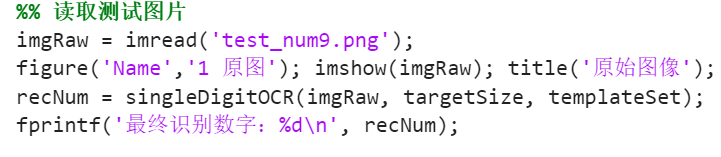 %% 读取测试图片
imgRaw = imread('test_num9.png');
figure('Name','1 原图'); imshow(imgRaw); title('原始图像');
recNum = singleDigitOCR(imgRaw, targetSize, templateSet);
fprintf('最终识别数字：%d\n', recNum);